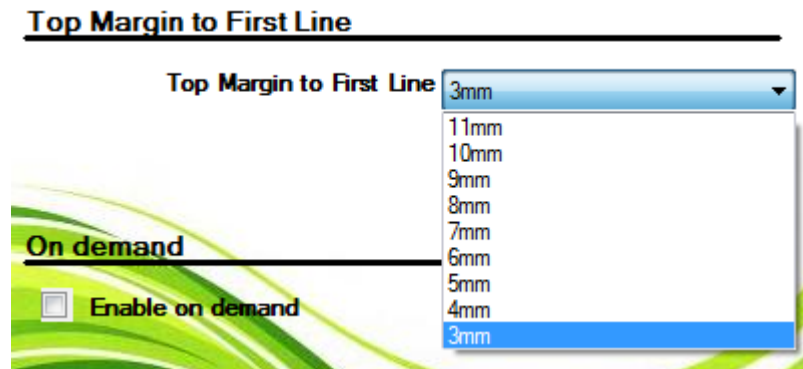 Top Margin to First Line
Top Margin to First Line 3mm
11mm
10mm
9mm
8mm
7mm
6mm
5mm
4mm
3mm
On demand
Enable on demand